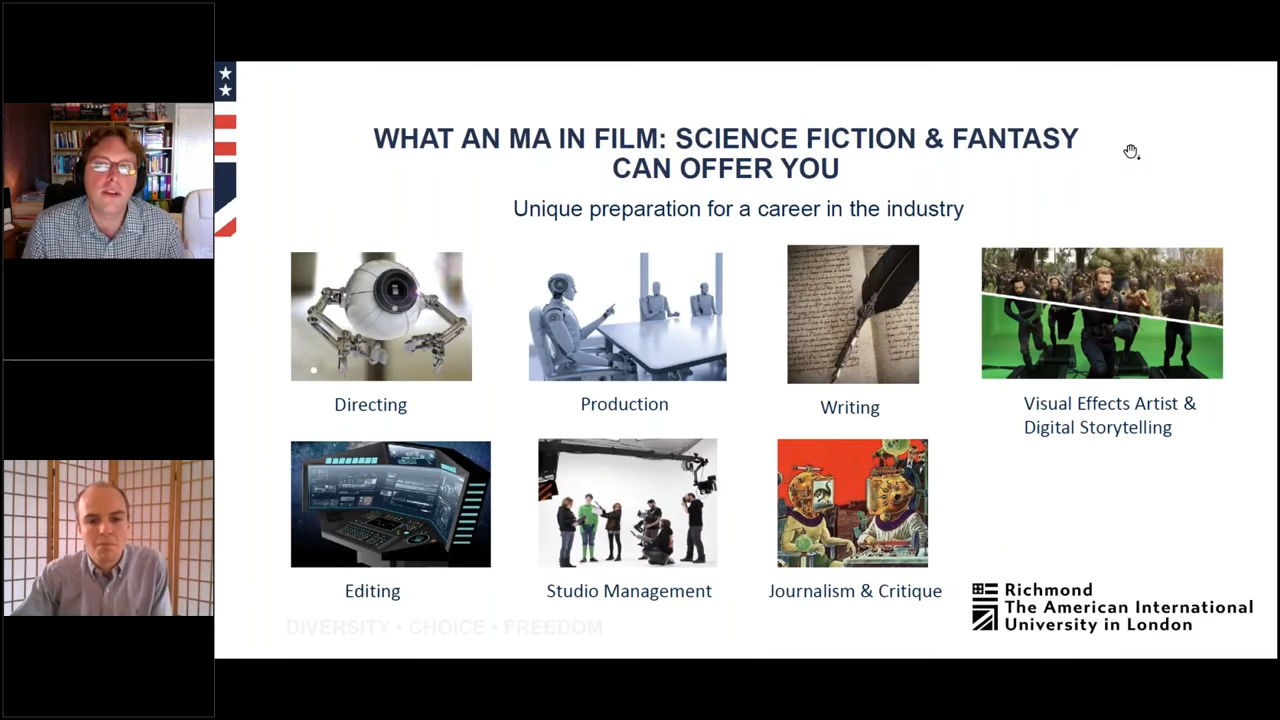 WHAT AN MA IN FILM: SCIENCE FICTION & FANTASY
CAN OFFER YOU
Unique preparation for a career in the industry
Directing
Production
Writing
Visual Effects Artist &
Digital Storytelling
Editing
Studio Management
Journalism & Critique
DIVERSITY • CHOICE • FREEDOM
Richmond
The American International
University in London